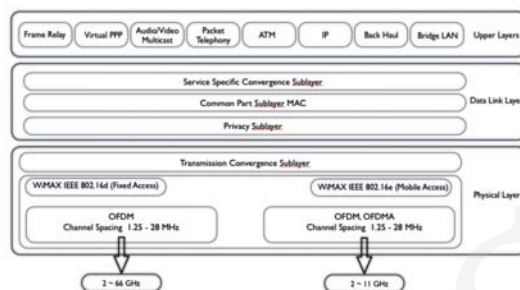 Frame Relay
Virtual PPP
Audio/Video
Multicast
Packet
Telephony
ATM
IP
Back Haul
Bridge LAN
Upper Layers
Service Specific Convergence Sublayer
Common Part Sublayer MAC
Privacy Sublayer
Data Link Laye
Transmission Convergence Sublayer
WiMAX IEEE 802.16d (Fixed Access)
WiMAX IEEE 802.16e (Mobile Access)
Physical Layer
OFDM
Channel Spacing 1.25 - 28 MHz
OFDM, OFDMA
Channel Spacing 1.25 - 28 MHz
2 ~ 66 GHz
2 ~ 11 GHz